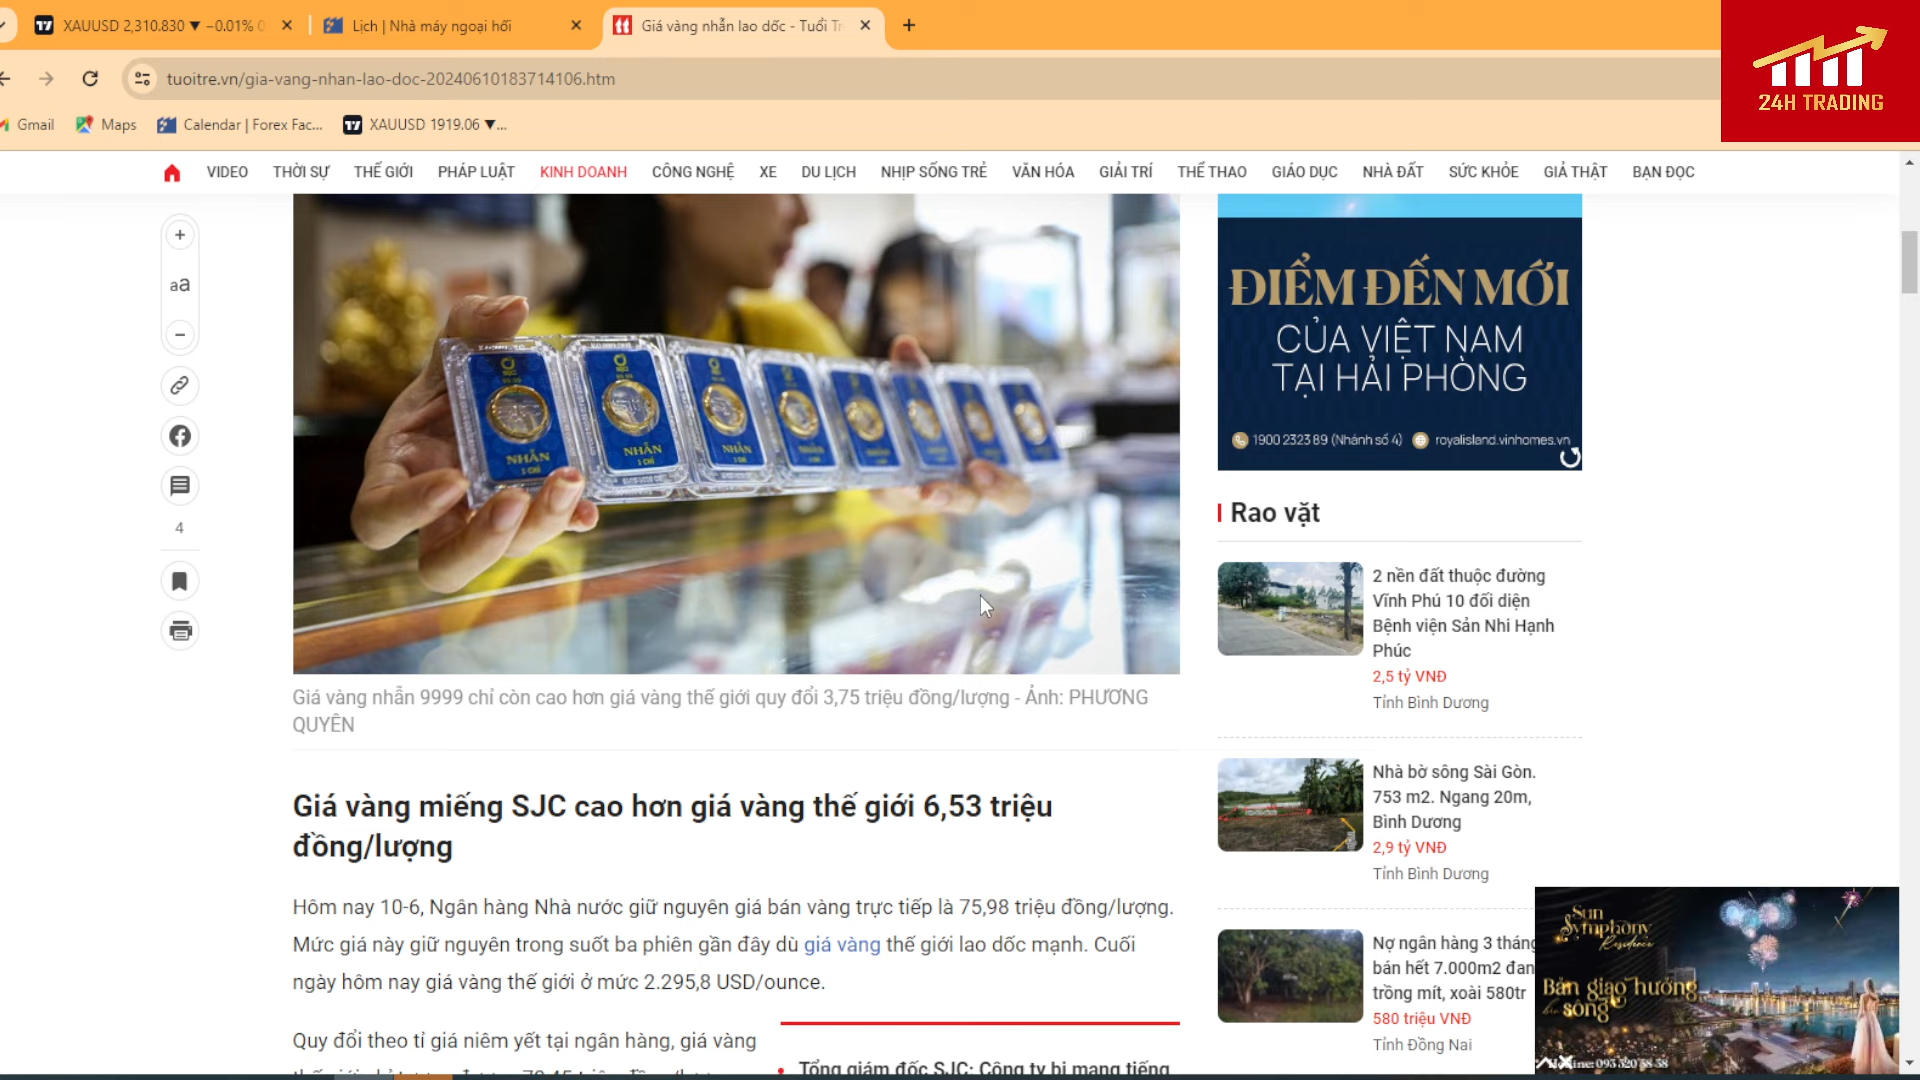 XAUUSD 2,310.830 ▼ −0.01%
Lịch | Nhà máy ngoại hối
Giá vàng nhẫn lao dốc - Tuổi Tr
24H TRADING
tuoitre.vn/gia-vang-nhan-lao-doc-20240610183714106.htm
Gmail
Maps
Calendar | Forex Fac...
XAUUSD 1919.06 ▼...
VIDEO THỜI SỰ THẾ GIỚI PHÁP LUẬT KINH DOANH CÔNG NGHỆ XE DU LỊCH NHỊP SỐNG TRẺ VĂN HÓA GIẢI TRÍ THỂ THAO GIÁO DỤC NHÀ ĐẤT SỨC KHỎE GIẢ THẬT BẠN ĐỌC
+
aa
−
4
NHẪN
1 CHỈ
NHẪN
1 CHỈ
NHẪN
1 CHỈ
Giá vàng nhẫn 9999 chỉ còn cao hơn giá vàng thế giới quy đổi 3,75 triệu đồng/lượng - Ảnh: PHƯƠNG
QUYÊN
Giá vàng miếng SJC cao hơn giá vàng thế giới 6,53 triệu
đồng/lượng
Hôm nay 10-6, Ngân hàng Nhà nước giữ nguyên giá bán vàng trực tiếp là 75,98 triệu đồng/lượng.
Mức giá này giữ nguyên trong suốt ba phiên gần đây dù giá vàng thế giới lao dốc mạnh. Cuối
ngày hôm nay giá vàng thế giới ở mức 2.295,8 USD/ounce.
Quy đổi theo tỉ giá niêm yết tại ngân hàng, giá vàng
Tổng giám đốc SJC: Công ty bị mang tiếng
ĐIỂM ĐẾN MỚI
CỦA VIỆT NAM
TẠI HẢI PHÒNG
1900 2323 89 (Nhánh số 4)
royalisland.vinhomes.vn
Rao vặt
2 nền đất thuộc đường
Vĩnh Phú 10 đối diện
Bệnh viện Sản Nhi Hạnh
Phúc
2,5 tỷ VNĐ
Tỉnh Bình Dương
Nhà bờ sông Sài Gòn.
753 m2. Ngang 20m,
Bình Dương
2,9 tỷ VNĐ
Tỉnh Bình Dương
Nợ ngân hàng 3 tháng
bán hết 7.000m2 đan
trồng mít, xoài 580tr
580 triệu VNĐ
Tỉnh Đồng Nai
Sun
Symphony
Residence
Bản giao hưởng
bên sông